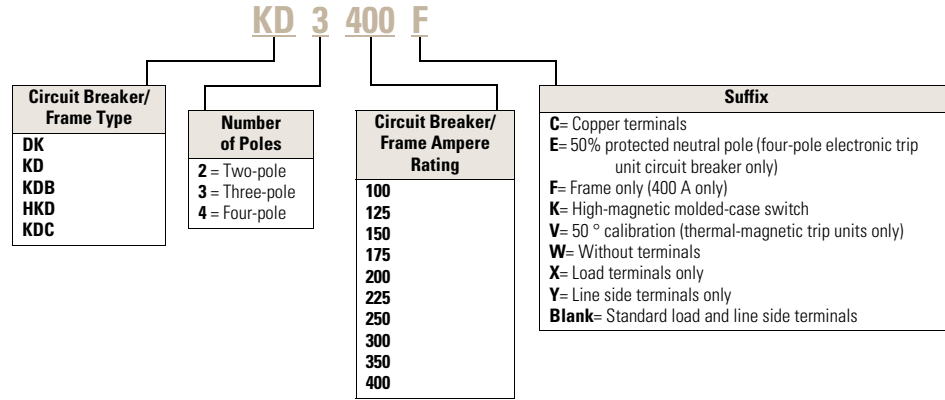 KD 3 400 F
Circuit Breaker/
Frame Type
DK
KD
KDB
HKD
KDC
Number
of Poles
2 = Two-pole
3 = Three-pole
4 = Four-pole
Circuit Breaker/
Frame Ampere
Rating
100
125
150
175
200
225
250
300
350
400
Suffix
C= Copper terminals
E= 50% protected neutral pole (four-pole electronic trip
unit circuit breaker only)
F= Frame only (400 A only)
K= High-magnetic molded-case switch
V= 50 ° calibration (thermal-magnetic trip units only)
W= Without terminals
X= Load terminals only
Y= Line side terminals only
Blank= Standard load and line side terminals